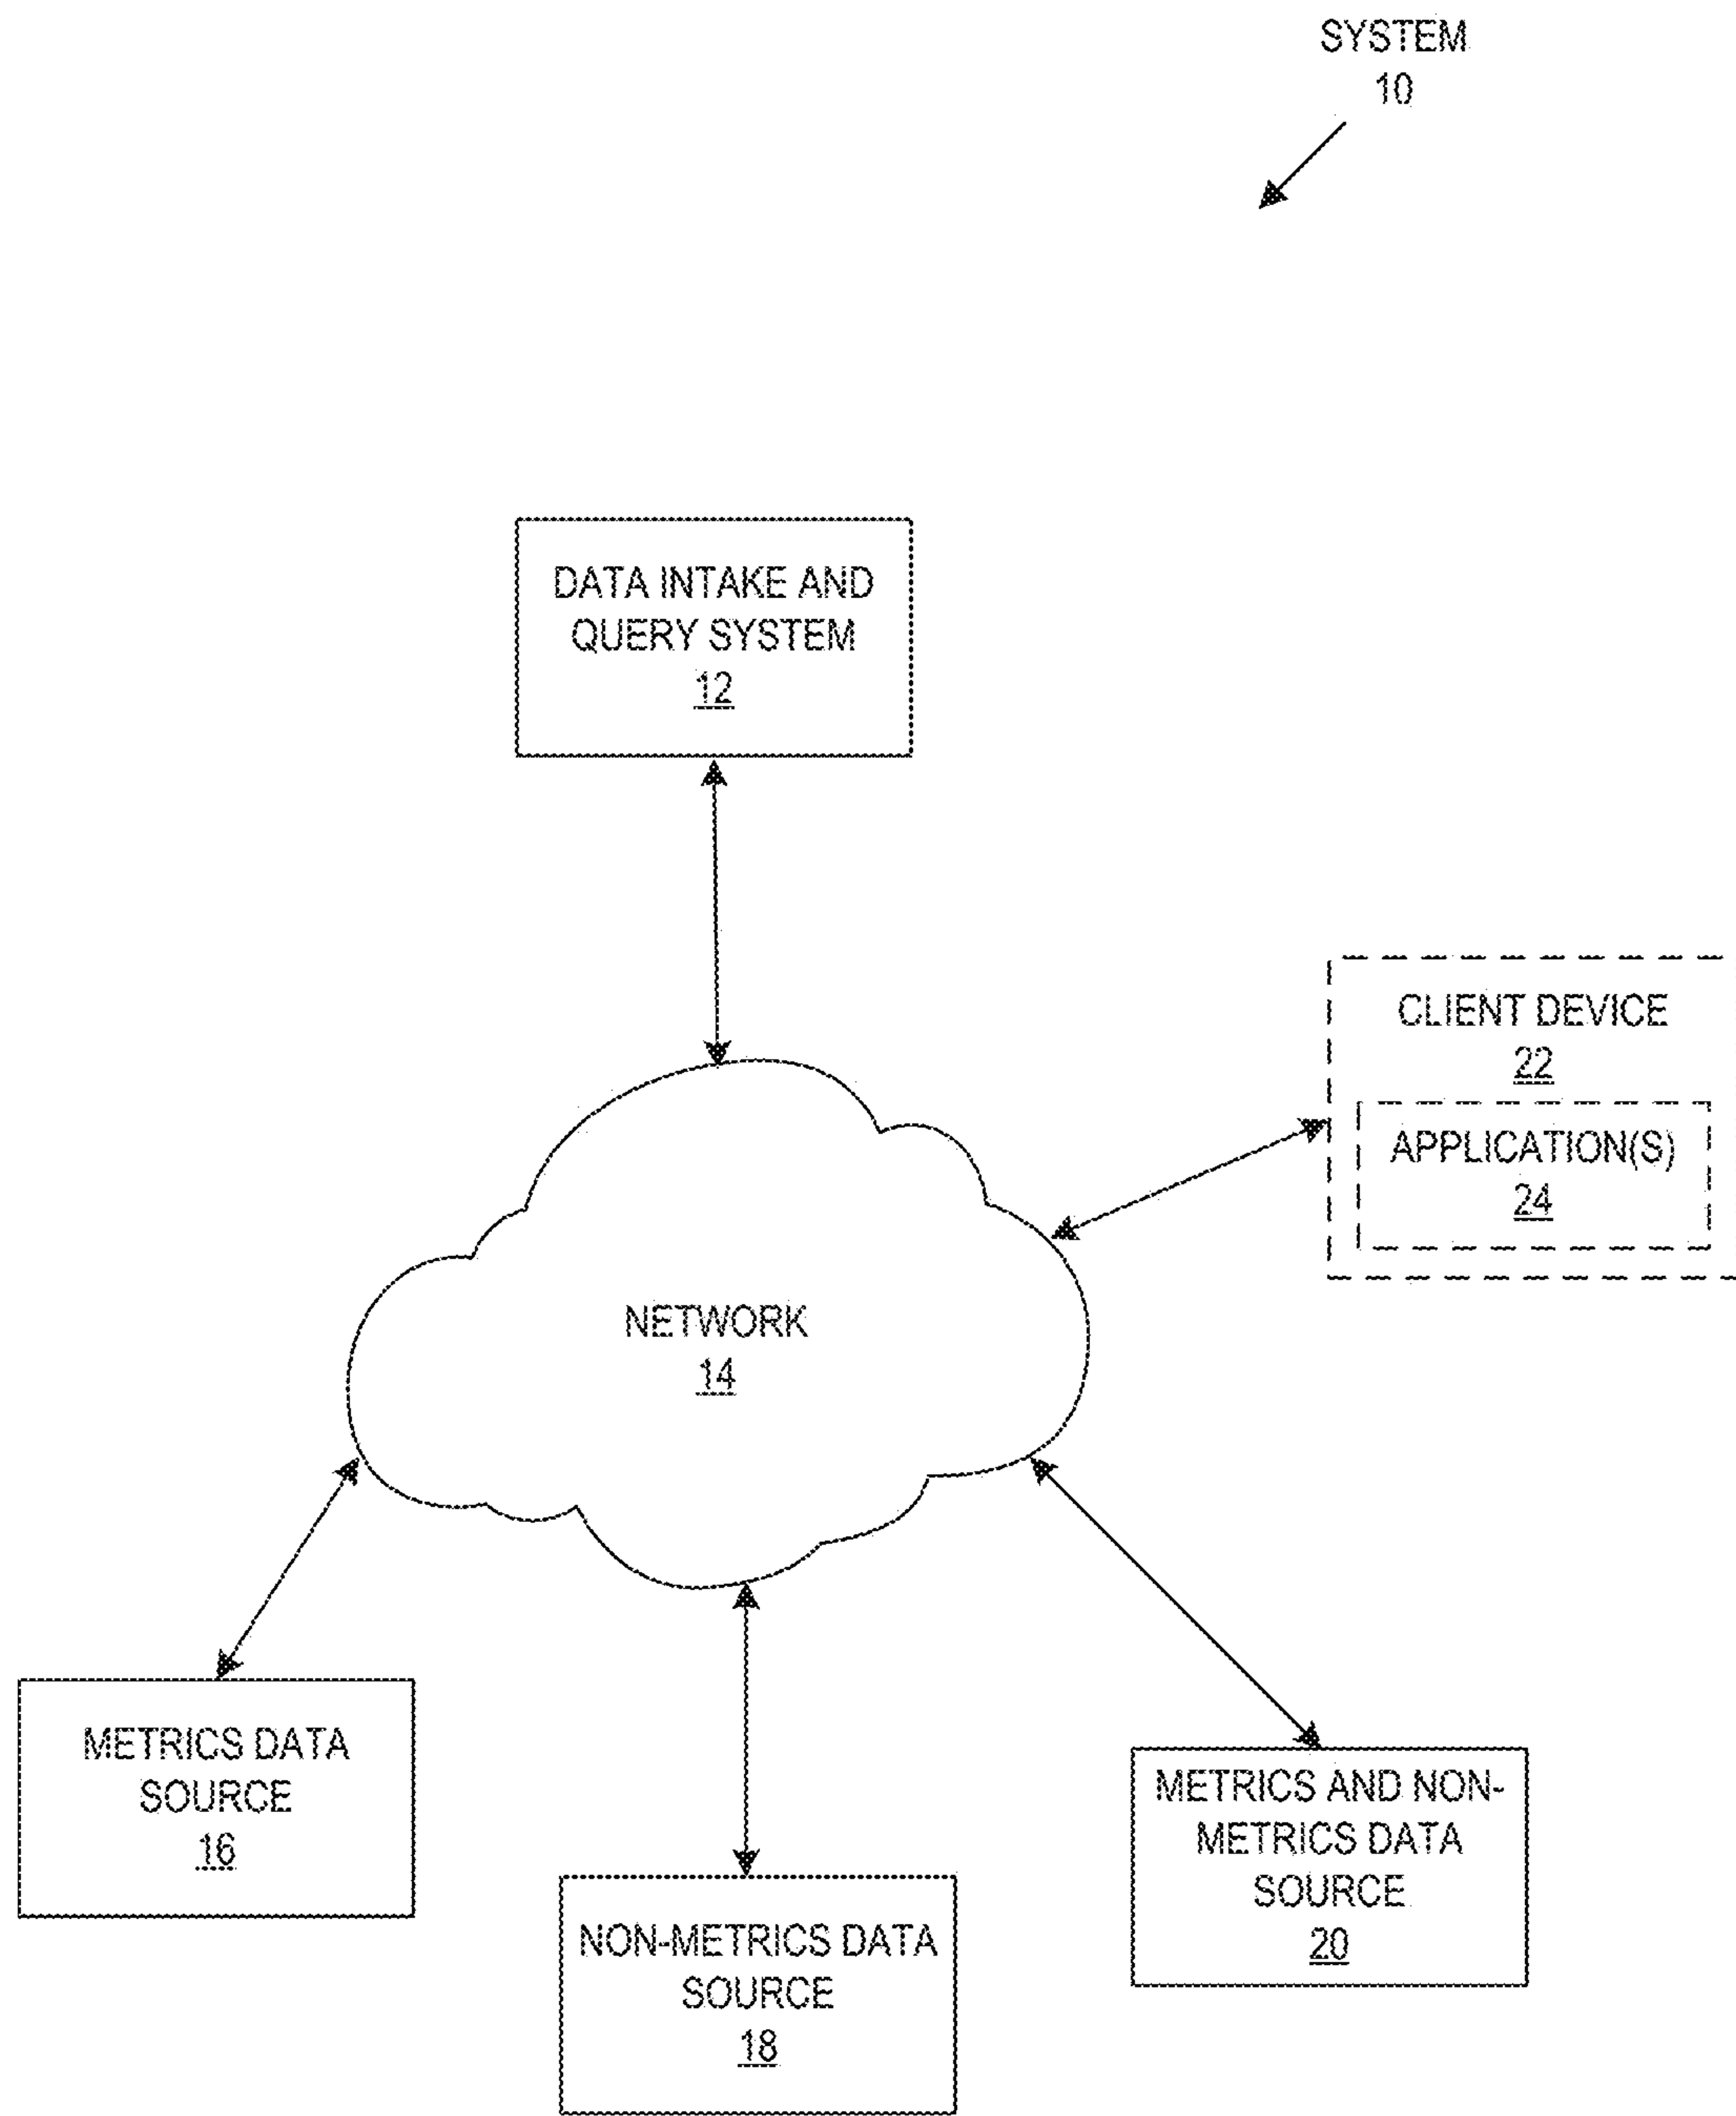 SYSTEM
10
DATA INTAKE AND
QUERY SYSTEM
12
CLIENT DEVICE
22
APPLICATION(S)
24
NETWORK
14
METRICS DATA
SOURCE
16
NON-METRICS DATA
SOURCE
18
METRICS AND NON-
METRICS DATA
SOURCE
20